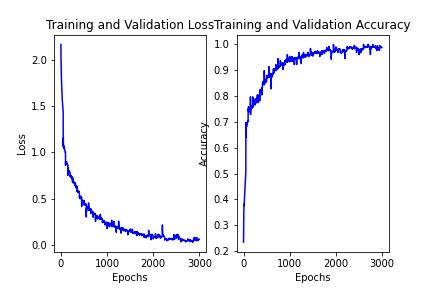 Training and Validation Loss
2.0
1.5
1.0
0.5
0.0
Loss
0 1000 2000 3000
Epochs
Training and Validation Accuracy
1.0
0.9
0.8
0.7
0.6
0.5
0.4
0.3
0.2
Accuracy
0 1000 2000 3000
Epochs